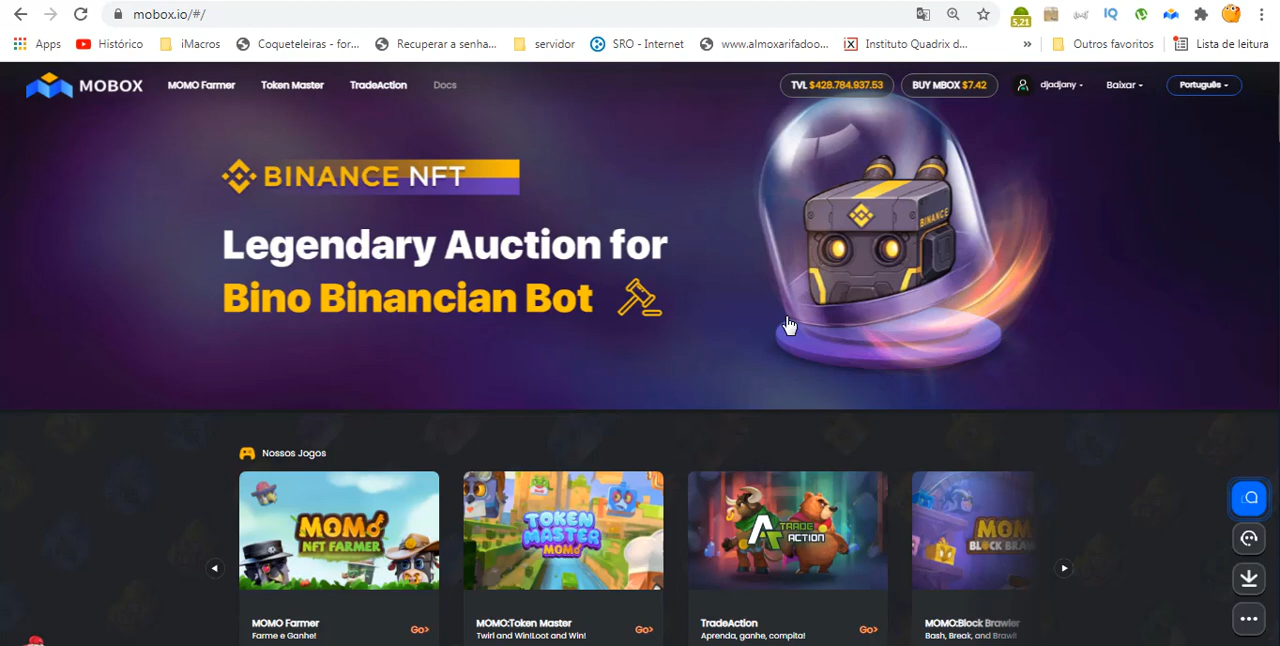 mobox.io/#/
5,21
IQ
Apps
Histórico
iMacros
Coqueteleiras - for...
Recuperar a senha...
servidor
SRO - Internet
www.almoxarifadoo...
Instituto Quadrix d...
»
Outros favoritos
Lista de leitura
MOBOX
MOMO Farmer
Token Master
TradeAction
Docs
TVL $428.784.937.53
BUY MBOX $7.42
djadjany
Baixar
Português
BINANCE NFT
Legendary Auction for
Bino Binancian Bot
BINANCE
Nossos Jogos
MOMO
NFT FARMER
TOKEN
MASTER
MOMO
TRADE
ACTION
MOM
BLOCK BRAW
MOMO Farmer
Farme e Ganhe!
Go>
MOMO:Token Master
Twirl and Win!Loot and Win!
Go>
TradeAction
Aprenda, ganhe, compita!
Go>
MOMO:Block Brawler
Bash, Break, and Brawl!